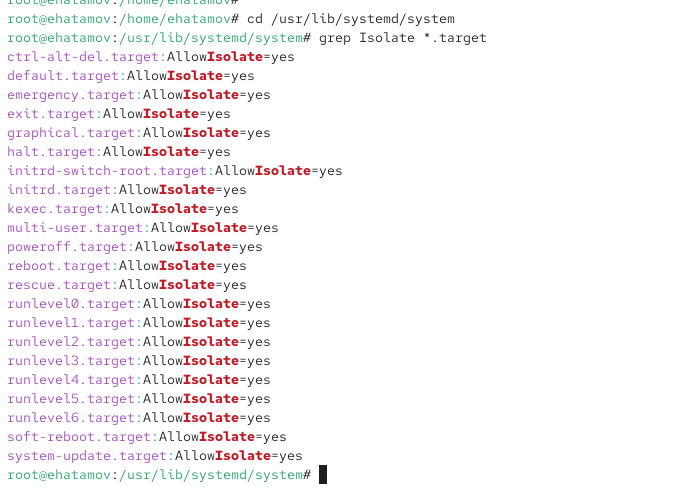 root@ehatamov:/home/ehatamov#
root@ehatamov:/home/ehatamov# cd /usr/lib/systemd/system
root@ehatamov:/usr/lib/systemd/system# grep Isolate *.target
ctrl-alt-del.target:AllowIsolate=yes
default.target:AllowIsolate=yes
emergency.target:AllowIsolate=yes
exit.target:AllowIsolate=yes
graphical.target:AllowIsolate=yes
halt.target:AllowIsolate=yes
initrd-switch-root.target:AllowIsolate=yes
initrd.target:AllowIsolate=yes
kexec.target:AllowIsolate=yes
multi-user.target:AllowIsolate=yes
poweroff.target:AllowIsolate=yes
reboot.target:AllowIsolate=yes
rescue.target:AllowIsolate=yes
runlevel0.target:AllowIsolate=yes
runlevel1.target:AllowIsolate=yes
runlevel2.target:AllowIsolate=yes
runlevel3.target:AllowIsolate=yes
runlevel4.target:AllowIsolate=yes
runlevel5.target:AllowIsolate=yes
runlevel6.target:AllowIsolate=yes
soft-reboot.target:AllowIsolate=yes
system-update.target:AllowIsolate=yes
root@ehatamov:/usr/lib/systemd/system#